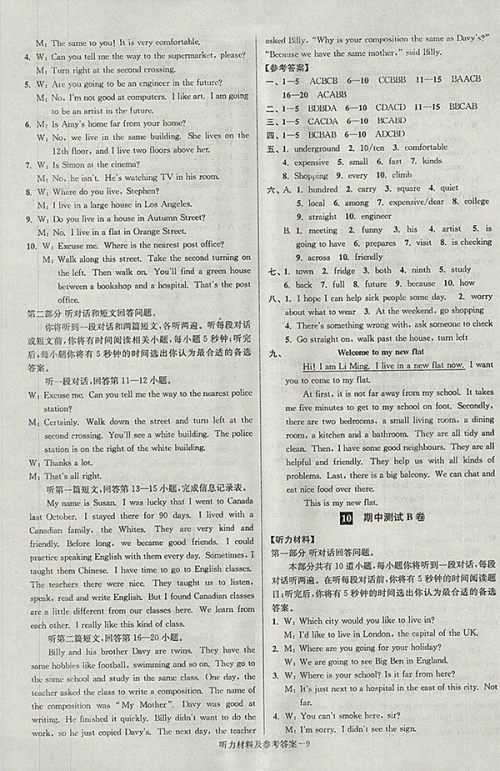 M: The same to you! It is very comfortable.
4. W: Can you tell me the way to the supermarket, please?
M: Turn right at the second crossing.
5. W: Are you going to be an engineer in the future?
M: No, I'm not good at computers. I like art. I am going
to be an artist in the future.
6. M: Is Amy's home far from your home?
W: No, we live in the same building. She lives on the
12th floor, and I live two floors above her.
7. W: Is Simon at the cinema?
M: No, he isn't. He's watching TV in his room.
8. W: Where do you live, Stephen?
M: I live in a large house in Los Angeles.
9. W: Do you live in a house in Autumn Street?
M: No, I live in a flat in Orange Street.
10. W: Excuse me. Where is the nearest post office?
M: Walk along this street. Take the second turning on
the left. Then walk on. You'll find a green house
between a bookshop and a hospital. That's the post
office.
第二部分 听对话和短文回答问题。
你将听到一段对话和两篇短文,各听两遍。听每段对话
或短文前,你将有时间阅读相关题目,每小题5秒钟;听完
后,每小题你将有5秒钟的时间选出你认为最合适的备选
答案。
听一段对话,回答第11—12小题。
W: Excuse me. Can you tell me the way to the nearest police
station?
M: Certainly. Walk down the street and turn left at the
second crossing. You'll see a white building. The police
station is on the right of the white building.
W: Thanks a lot.
M: That's all right.
听第一篇短文,回答第13—15小题,完成信息记录表。
My name is Susan. I was lucky that I went to Canada
last October. I stayed there for 90 days. I lived with a
Canadian family, the Whites. They are very kind and
friendly. Before long, we became good friends. I could
practice speaking English with them every day. Sometimes, I
taught them Chinese. I have time to go to English classes.
The teachers there were nice. They taught us to listen,
speak, read and write English. But I found Canadian classes
are a little different from our classes here. We learn from
each other. I really like this kind of class.
听第二篇短文,回答第16—20小题。
Billy and his brother Davy are twins. They have the
same hobbies like football, swimming and so on. They go to
the same school and study in the same class. One day, the
teacher asked the class to write a composition. The name of
the composition was "My Mother". Davy was good at
writing. He finished it quickly. Billy didn't want to do the
work, so he just copied Davy's. The next day, the teacher
asked Billy, "Why is your composition the same as Davy's?"
"Because we have the same mother," said Billy.
【参考答案】
一、1—5 ACBCB 6—10 CCBBB 11—15 BAACB
16—20 ACABB
二、1—5 BDBDA 6—10 CDACD 11—15 BBCAB
三、1—5 CACDA 6—10 BCABD
四、1—5 BCBAB 6—10 ADCBD
五、1. underground 2. 10/ten 3. comfortable
4. expensive 5. small 6. fast 7. kinds
8. Shopping 9. every 10. climb
六、A. 1. hundred 2. carry 3. square 4. quiet
5. local 6. among 7. expensive/dear 8. college
9. straight 10. engineer
B. 1. meeting 2. funny 3. his 4. artist 5. is
going to have 6. prepares 7. visit 8. is checking
9. across 10. friendly
七、1. town 2. fridge 3. both 4. ninth 5. study
6. back 7. full 8. future 9. because 10. how
八、1. I hope I can help sick people some day. 2. worry
about what to wear 3. At the weekend, go shopping
4. There's something wrong with, ask someone to check
5. Go straight on, walk past the house, turn left
九、 Welcome to my new flat
Hi! I am Li Ming. I live in a new flat now. I want
you to come to my flat.
At first, it is not far away from my school. It takes
me five minutes to get to my school on foot. Secondly,
there are two bedrooms, a small living room, a dining
room, a kitchen and a bathroom. They are all tidy and
clean. Then, I have some good neighbours. They are all
helpful and friendly. They help us with all kinds of
problems. Last, there is a big balcony. We can chat and
eat nice food over there.
This is my new flat.
10 期中测试B卷
【听力材料】
第一部分 听对话回答问题。
本部分共有10道小题,每小题你将听到一段对话,每段
对话听两遍。在听每段对话前,你将有5秒钟的时间阅读题
目;听完后,你将有5秒钟的时间选出你认为最合适的备选
答案。
1. W: Which city would you like to live in?
M: I'd like to live in London, the capital of the UK.
2. M: Where are you going for your holiday?
W: We are going to see Big Ben in England.
3. W: Where is your school? Is it far from here?
M: It's just next to a hospital in the east of this city. Not
far.
4. W: You can't smoke here, sir?
M: I'm sorry. I didn't see the sign.
听力材料及参考答案—9